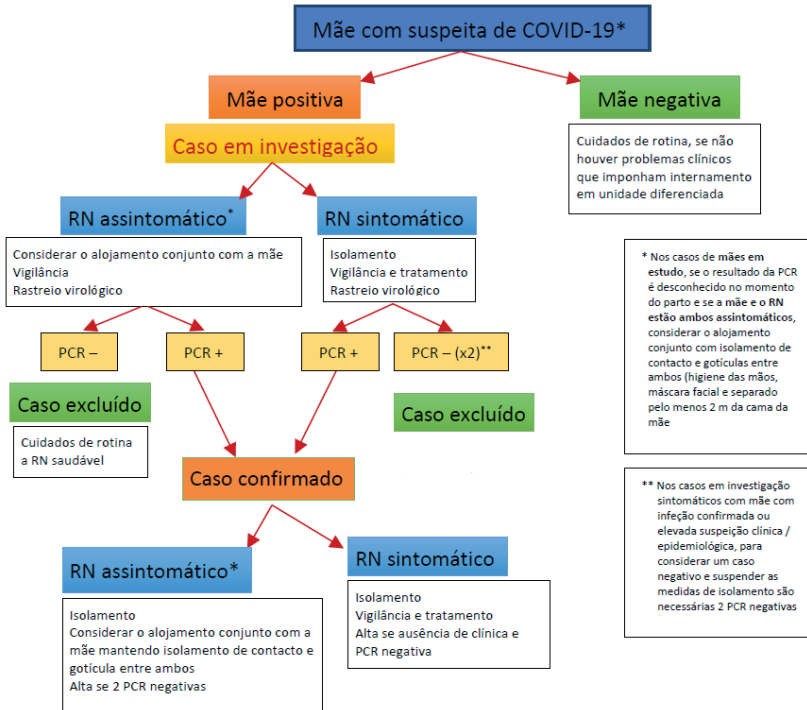 Mãe com suspeita de COVID-19*
Mãe positiva
Mãe negativa
Caso em investigação
Cuidados de rotina, se não
houver problemas clínicos
que imponham internamento
em unidade diferenciada
RN assintomático*
RN sintomático
Considerar o alojamento conjunto com a mãe
Vigilância
Rastreio virológico
Isolamento
Vigilância e tratamento
Rastreio virológico
PCR –
PCR +
PCR +
PCR – (x2)**
Caso excluído
Caso excluído
Cuidados de rotina
a RN saudável
Caso confirmado
RN assintomático*
RN sintomático
Isolamento
Considerar o alojamento conjunto com a
mãe mantendo isolamento de contacto e
gotícula entre ambos
Alta se 2 PCR negativas
Isolamento
Vigilância e tratamento
Alta se ausência de clínica e
PCR negativa
* Nos casos de mães em
estudo, se o resultado da PCR
é desconhecido no momento
do parto e se a mãe e o RN
estão ambos assintomáticos,
considerar o alojamento
conjunto com isolamento de
contacto e gotículas entre
ambos (higiene das mãos,
máscara facial e separado
pelo menos 2 m da cama da
mãe
** Nos casos em investigação
sintomáticos com mãe com
infeção confirmada ou
elevada suspeição clínica /
epidemiológica, para
considerar um caso
negativo e suspender as
medidas de isolamento são
necessárias 2 PCR negativas